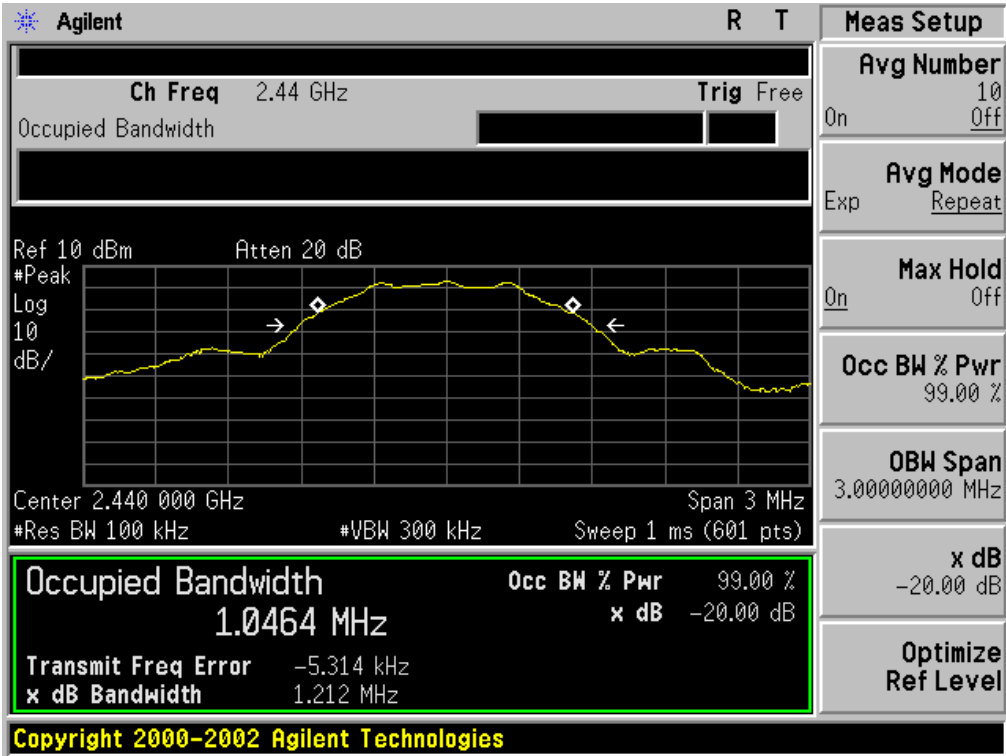 Agilent R T
Ch Freq 2.44 GHz Trig Free
Occupied Bandwidth
Ref 10 dBm Atten 20 dB
#Peak
Log
10
dB/
Center 2.440 000 GHz Span 3 MHz
#Res BW 100 kHz #VBW 300 kHz Sweep 1 ms (601 pts)
Occupied Bandwidth
1.0464 MHz
Occ BW % Pwr 99.00 %
x dB -20.00 dB
Transmit Freq Error -5.314 kHz
x dB Bandwidth 1.212 MHz
Copyright 2000-2002 Agilent Technologies
Meas Setup
Avg Number
10
On Off
Avg Mode
Exp Repeat
Max Hold
On Off
Occ BW % Pwr
99.00 %
OBW Span
3.00000000 MHz
x dB
-20.00 dB
Optimize
Ref Level